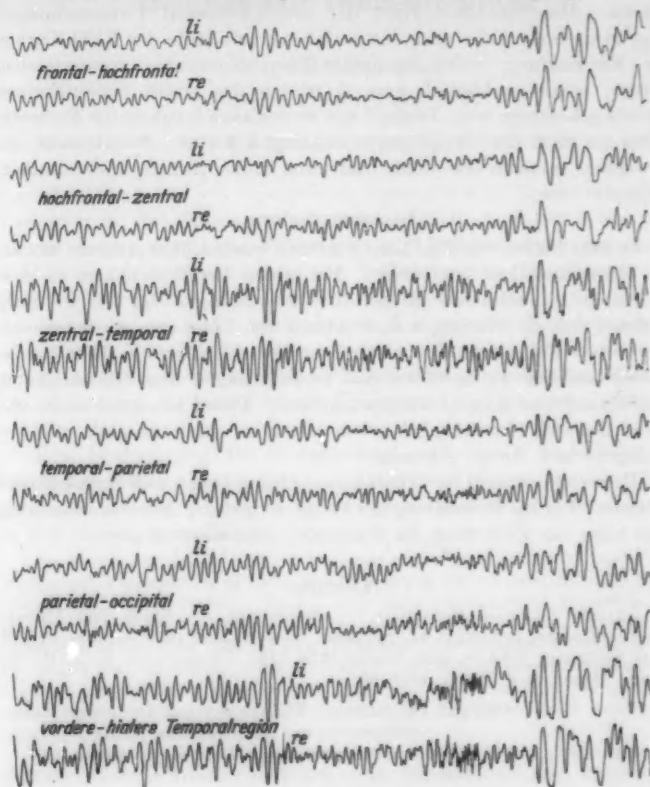 li
frontal-hochfrontal
re
li
hochfrontal-zentral
re
li
zentral-temporal re
li
temporal-parietal
re
li
parietal-occipital re
li
vordere-hintere Temporalregion
re